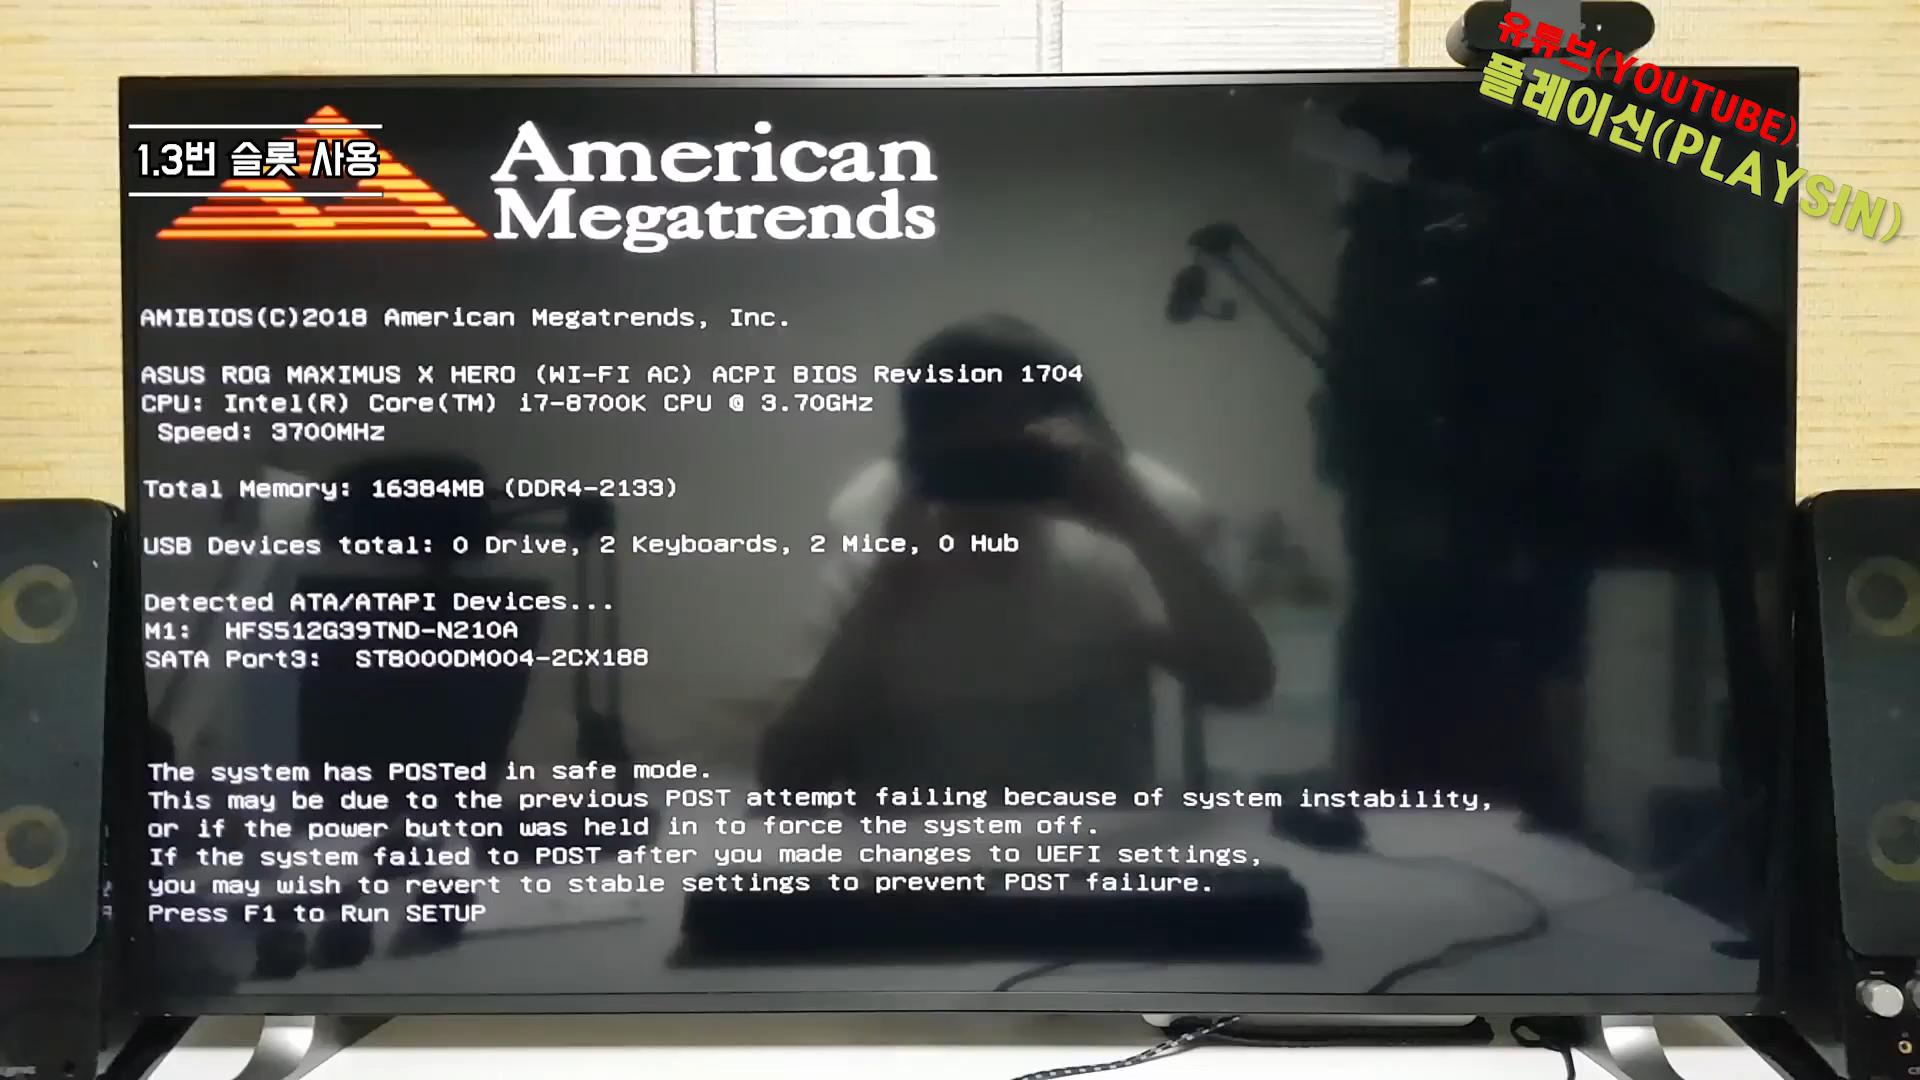 유튜브(YOUTUBE)
플레이신(PLAYSIN)
1.3번 슬롯 사용
American
Megatrends
AMIBIOS(C)2018 American Megatrends, Inc.
ASUS ROG MAXIMUS X HERO (WI-FI AC) ACPI BIOS Revision 1704
CPU: Intel(R) Core(TM) i7-8700K CPU @ 3.70GHz
Speed: 3700MHz
Total Memory: 16384MB (DDR4-2133)
USB Devices total: 0 Drive, 2 Keyboards, 2 Mice, 0 Hub
Detected ATA/ATAPI Devices...
M1: HFS512G39TND-N210A
SATA Port3: ST8000DM004-2CX188
The system has POSTed in safe mode.
This may be due to the previous POST attempt failing because of system instability,
or if the power button was held in to force the system off.
If the system failed to POST after you made changes to UEFI settings,
you may wish to revert to stable settings to prevent POST failure.
Press F1 to Run SETUP